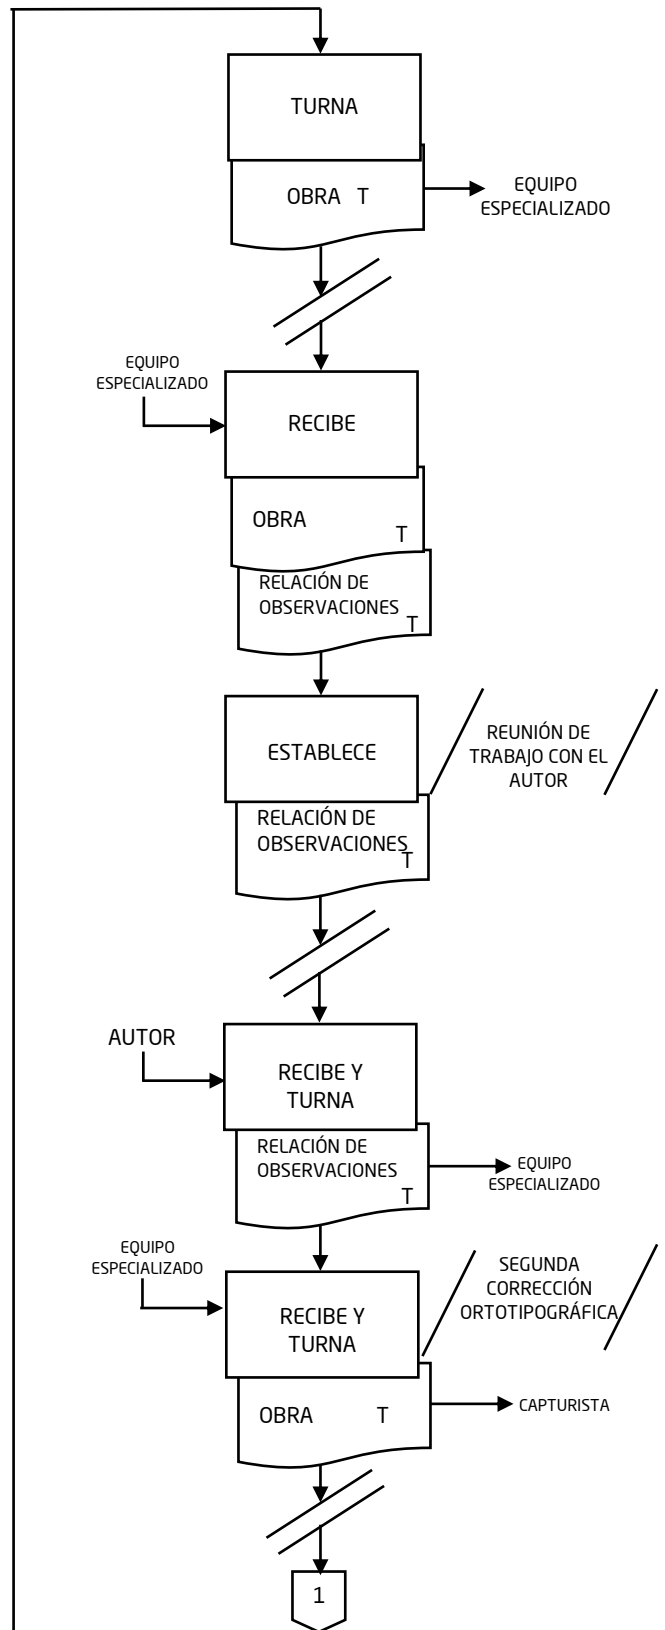 TURNA
OBRA T
EQUIPO
ESPECIALIZADO
EQUIPO
ESPECIALIZADO
RECIBE
OBRA
T
RELACIÓN DE
OBSERVACIONES
T
ESTABLECE
REUNIÓN DE
TRABAJO CON EL
AUTOR
RELACIÓN DE
OBSERVACIONES
T
AUTOR
RECIBE Y
TURNA
RELACIÓN DE
OBSERVACIONES
T
EQUIPO
ESPECIALIZADO
EQUIPO
ESPECIALIZADO
RECIBE Y
TURNA
SEGUNDA
CORRECCIÓN
ORTOTIPOGRÁFICA
OBRA T
CAPTURISTA
1